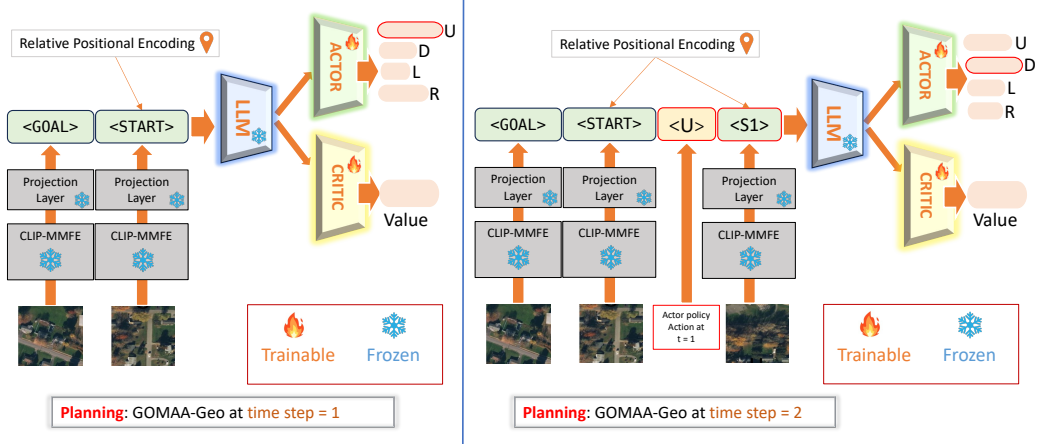 Relative Positional Encoding
ACTOR
U
D
L
R
<GOAL>
<START>
LLM
CRITIC
Value
Projection
Layer
Projection
Layer
CLIP-MMFE
CLIP-MMFE
Trainable
Frozen
Planning: GOMAA-Geo at time step = 1
Relative Positional Encoding
ACTOR
U
D
L
R
<GOAL>
<START>
<U>
<S1>
LLM
CRITIC
Value
Projection
Layer
Projection
Layer
Projection
Layer
CLIP-MMFE
CLIP-MMFE
CLIP-MMFE
Actor policy
Action at
t = 1
Trainable
Frozen
Planning: GOMAA-Geo at time step = 2